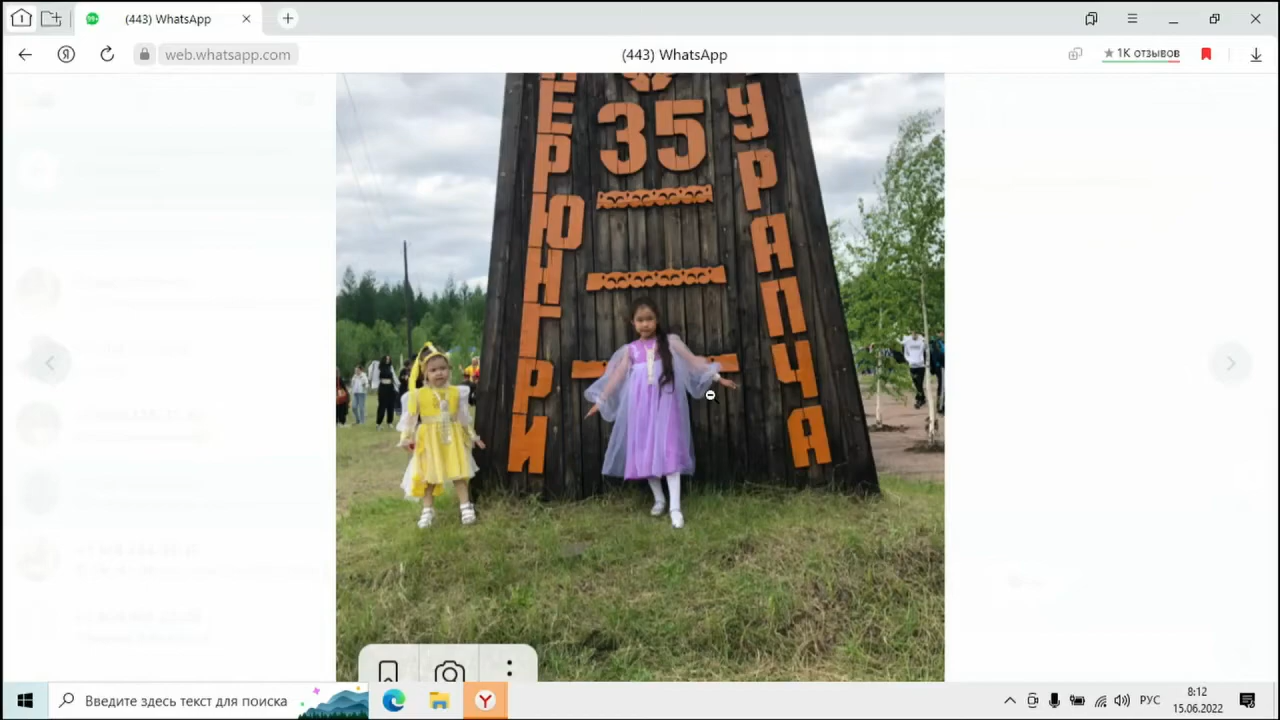 (443) WhatsApp
web.whatsapp.com
(443) WhatsApp
1К отзывов
35
ЕРЮНГРИ
УРАПЧА
Введите здесь текст для поиска
РУС
8:12
15.06.2022